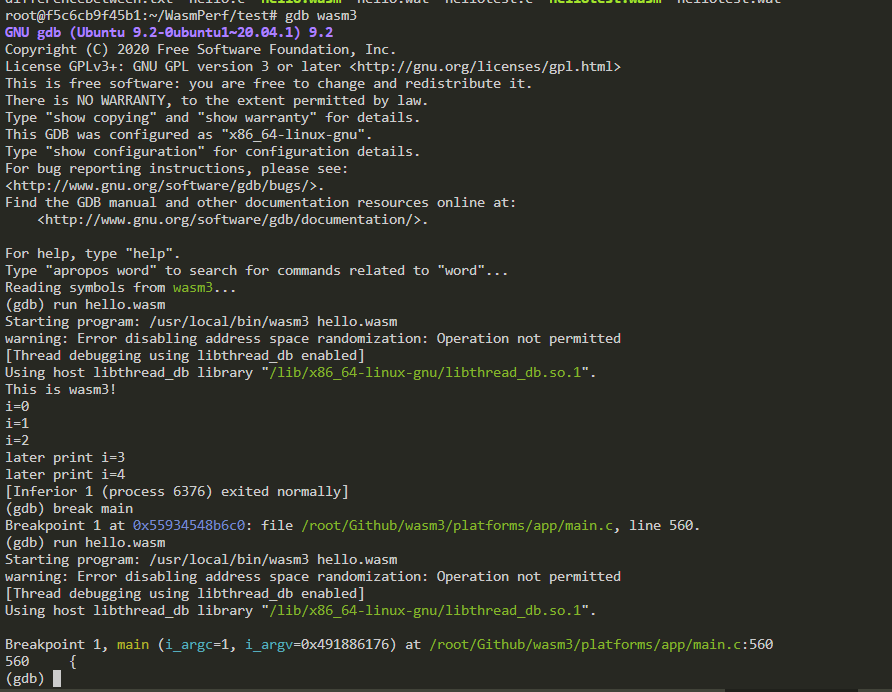 root@f5c6cb9f45b1:~/WasmPerf/test# gdb wasm3
GNU gdb (Ubuntu 9.2-0ubuntu1~20.04.1) 9.2
Copyright (C) 2020 Free Software Foundation, Inc.
License GPLv3+: GNU GPL version 3 or later <http://gnu.org/licenses/gpl.html>
This is free software: you are free to change and redistribute it.
There is NO WARRANTY, to the extent permitted by law.
Type "show copying" and "show warranty" for details.
This GDB was configured as "x86_64-linux-gnu".
Type "show configuration" for configuration details.
For bug reporting instructions, please see:
<http://www.gnu.org/software/gdb/bugs/>.
Find the GDB manual and other documentation resources online at:
    <http://www.gnu.org/software/gdb/documentation/>.
For help, type "help".
Type "apropos word" to search for commands related to "word"...
Reading symbols from wasm3...
(gdb) run hello.wasm
Starting program: /usr/local/bin/wasm3 hello.wasm
warning: Error disabling address space randomization: Operation not permitted
[Thread debugging using libthread_db enabled]
Using host libthread_db library "/lib/x86_64-linux-gnu/libthread_db.so.1".
This is wasm3!
i=0
i=1
i=2
later print i=3
later print i=4
[Inferior 1 (process 6376) exited normally]
(gdb) break main
Breakpoint 1 at 0x55934548b6c0: file /root/Github/wasm3/platforms/app/main.c, line 560.
(gdb) run hello.wasm
Starting program: /usr/local/bin/wasm3 hello.wasm
warning: Error disabling address space randomization: Operation not permitted
[Thread debugging using libthread_db enabled]
Using host libthread_db library "/lib/x86_64-linux-gnu/libthread_db.so.1".
Breakpoint 1, main (i_argc=1, i_argv=0x491886176) at /root/Github/wasm3/platforms/app/main.c:560
560     {
(gdb)